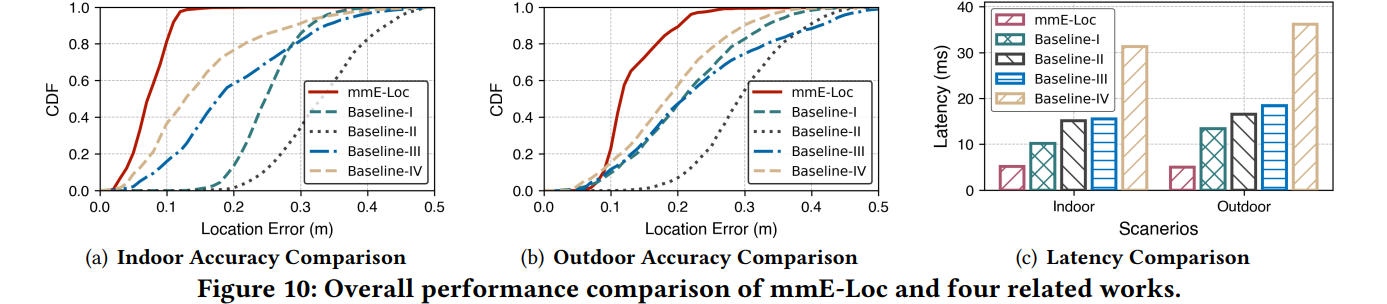 CDF
1.0
0.8
0.6
0.4
0.2
0.0
0.0 0.1 0.2 0.3 0.4 0.5
Location Error (m)
mmE-Loc
Baseline-I
Baseline-II
Baseline-III
Baseline-IV
(a) Indoor Accuracy Comparison
CDF
1.0
0.8
0.6
0.4
0.2
0.0
0.0 0.1 0.2 0.3 0.4 0.5
Location Error (m)
mmE-Loc
Baseline-I
Baseline-II
Baseline-III
Baseline-IV
(b) Outdoor Accuracy Comparison
Latency (ms)
40
30
20
10
0
mmE-Loc
Baseline-I
Baseline-II
Baseline-III
Baseline-IV
Indoor Outdoor
Scanerios
(c) Latency Comparison
Figure 10: Overall performance comparison of mmE-Loc and four related works.